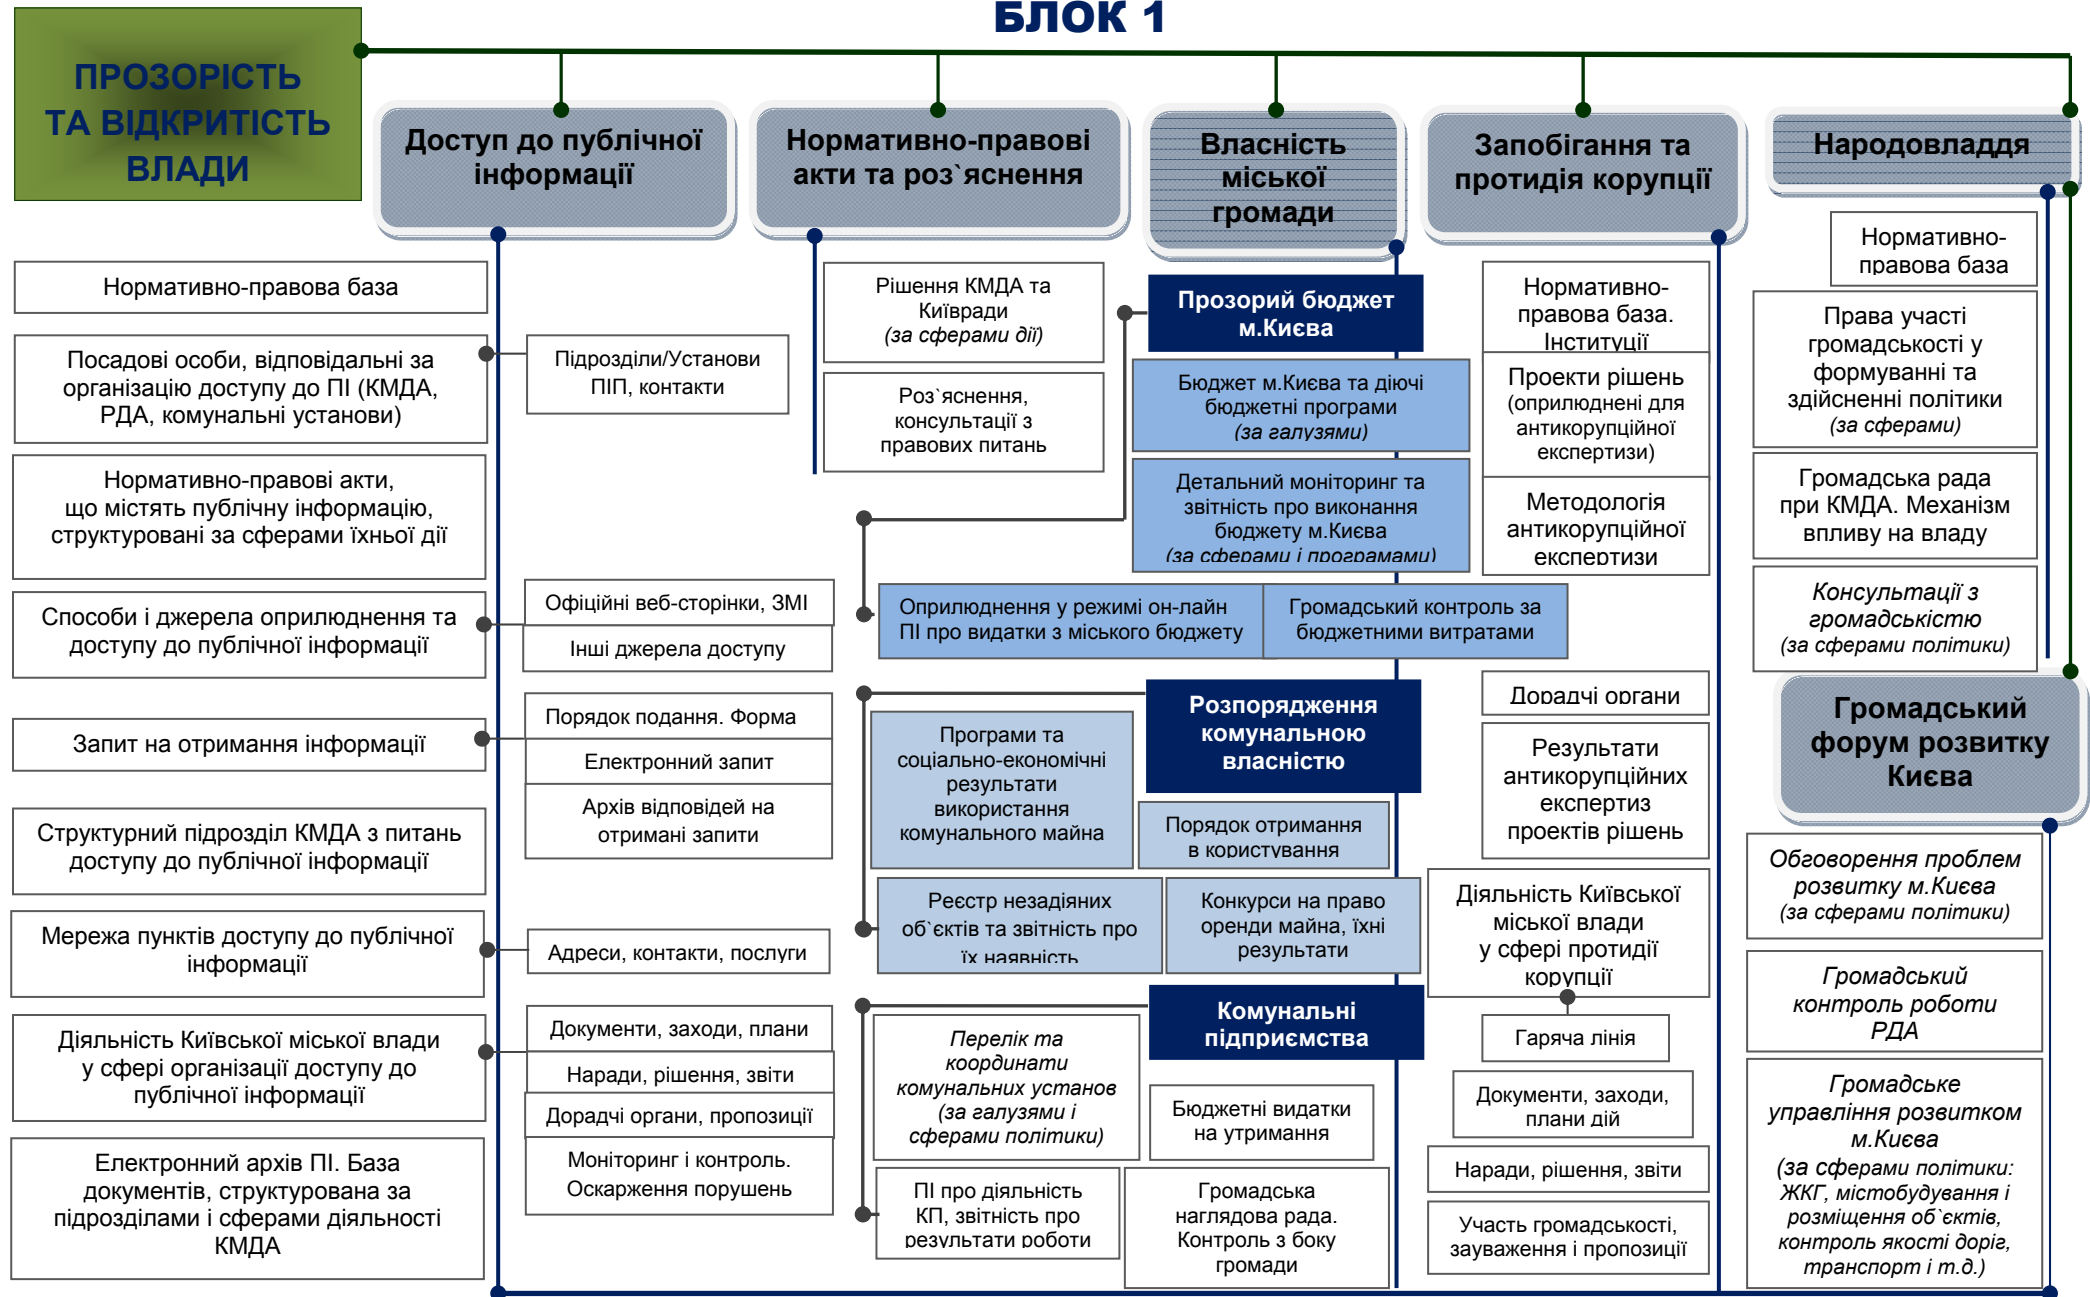 БЛОК 1
ПРОЗОРІСТЬ
ТА ВІДКРИТІСТЬ
ВЛАДИ
Доступ до публічної
інформації
Нормативно-правова база
Посадові особи, відповідальні за
організацію доступу до ПІ (КМДА,
РДА, комунальні установи)
Підрозділи/Установи
ПІП, контакти
Нормативно-правові акти,
що містять публічну інформацію,
структуровані за сферами їхньої дії
Способи і джерела оприлюднення та
доступу до публічної інформації
Офіційні веб-сторінки, ЗМІ
Інші джерела доступу
Запит на отримання інформації
Порядок подання. Форма
Електронний запит
Архів відповідей на
отримані запити
Структурний підрозділ КМДА з питань
доступу до публічної інформації
Мережа пунктів доступу до публічної
інформації
Адреси, контакти, послуги
Діяльність Київської міської влади
у сфері організації доступу до
публічної інформації
Документи, заходи, плани
Наради, рішення, звіти
Дорадчі органи, пропозиції
Моніторинг і контроль.
Оскарження порушень
Електронний архів ПІ. База
документів, структурована за
підрозділами і сферами діяльності
КМДА
Нормативно-правові
акти та роз`яснення
Рішення КМДА та
Київради
(за сферами дії)
Роз`яснення,
консультації з
правових питань
Власність
міської
громади
Прозорий бюджет
м.Києва
Бюджет м.Києва та діючі
бюджетні програми
(за галузями)
Детальний моніторинг та
звітність про виконання
бюджету м.Києва
(за сферами і програмами)
Оприлюднення у режимі он-лайн
ПІ про видатки з міського бюджету
Громадський контроль за
бюджетними витратами
Розпорядження
комунальною
власністю
Програми та
соціально-економічні
результати
використання
комунального майна
Порядок отримання
в користування
Реєстр незадіяних
об`єктів та звітність про
їх наявність
Конкурси на право
оренди майна, їхні
результати
Комунальні
підприємства
Перелік та
координати
комунальних установ
(за галузями і
сферами політики)
Бюджетні видатки
на утримання
ПІ про діяльність
КП, звітність про
результати роботи
Громадська
наглядова рада.
Контроль з боку
громади
Запобігання та
протидія корупції
Нормативно-
правова база.
Інституції
Проекти рішень
(оприлюднені для
антикорупційної
експертизи)
Методологія
антикорупційної
експертизи
Дорадчі органи
Результати
антикорупційних
експертиз
проектів рішень
Діяльність Київської
міської влади
у сфері протидії
корупції
Гаряча лінія
Документи, заходи,
плани дій
Наради, рішення, звіти
Участь громадськості,
зауваження і пропозиції
Народовладдя
Нормативно-
правова база
Права участі
громадськості у
формуванні та
здійсненні політики
(за сферами)
Громадська рада
при КМДА. Механізм
впливу на владу
Консультації з
громадськістю
(за сферами політики)
Громадський
форум розвитку
Києва
Обговорення проблем
розвитку м.Києва
(за сферами політики)
Громадський
контроль роботи
РДА
Громадське
управління розвитком
м.Києва
(за сферами політики:
ЖКГ, містобудування і
розміщення об`єктів,
контроль якості доріг,
транспорт і т.д.)